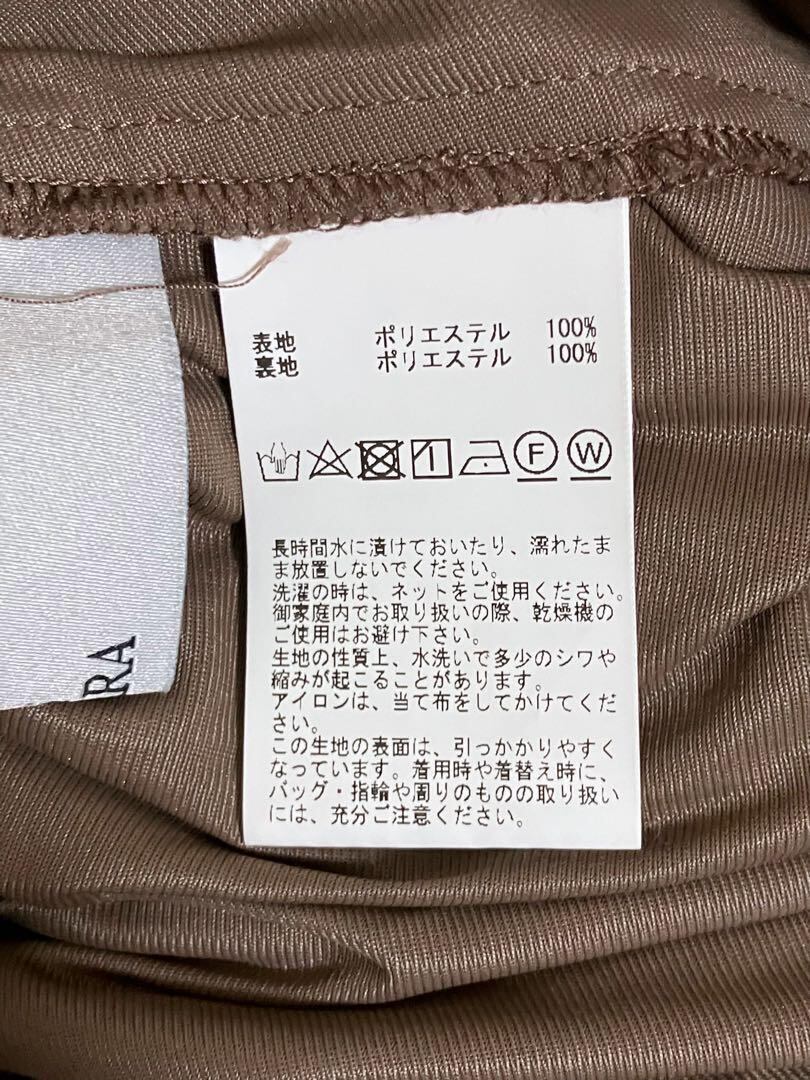 表地 ポリエステル 100%
裏地 ポリエステル 100%
F W
長時間水に漬けておいたり、濡れたまま放置しないでください。
洗濯の時は、ネットをご使用ください。
御家庭内でお取り扱いの際、乾燥機のご使用はお避け下さい。
生地の性質上、水洗いで多少のシワや縮みが起こることがあります。
アイロンは、当て布をしてかけてください。
この生地の表面は、引っかかりやすくなっています。着用時や着替え時に、バッグ・指輪や周りのものの取り扱いには、充分ご注意ください。
RA